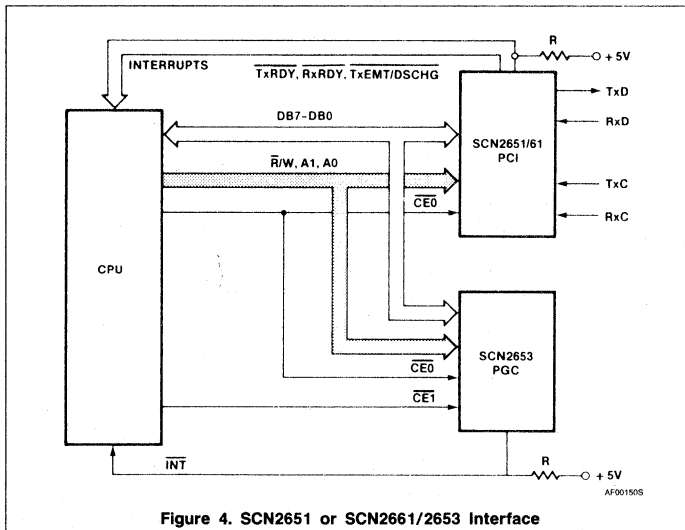 R
+ 5V
INTERRUPTS
TxRDY, RxRDY, TxEMT/DSCHG
TxD
DB7-DB0
RxD
SCN2651/61
PCI
R/W, A1, A0
TxC
CE0
RxC
CPU
SCN2653
PGC
CE0
CE1
R
INT
+ 5V
AF00150S
Figure 4. SCN2651 or SCN2661/2653 Interface